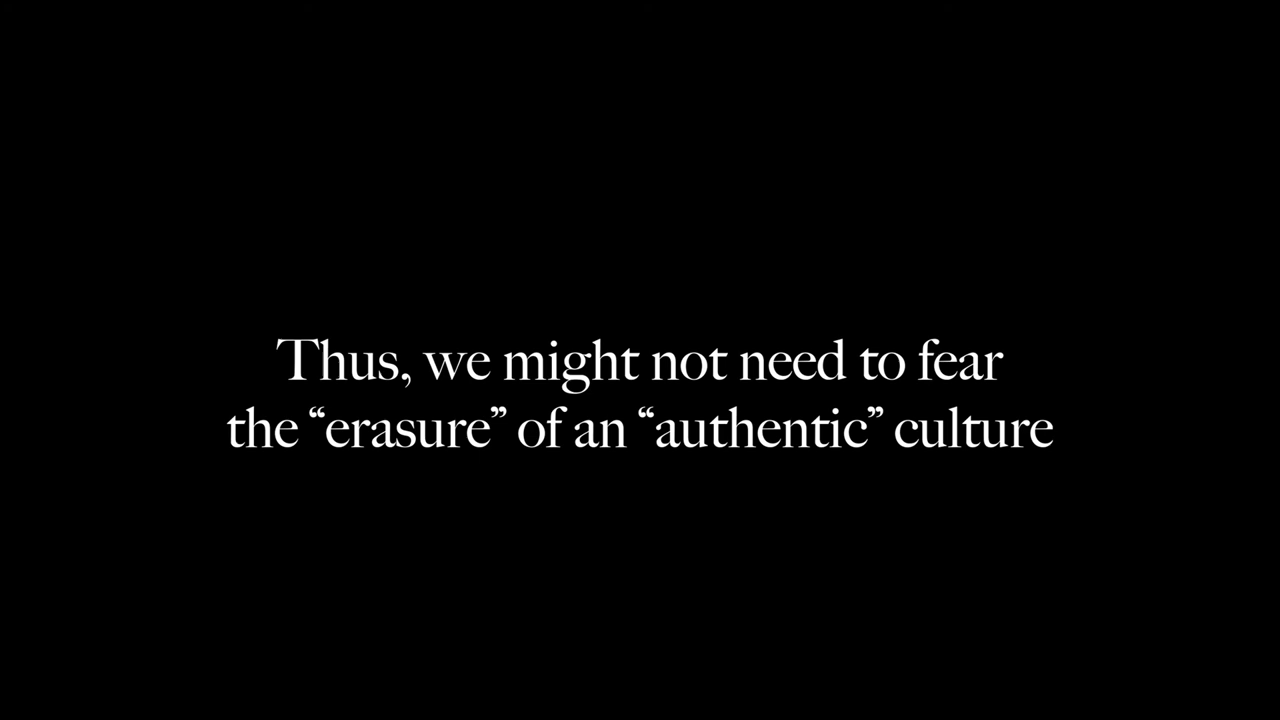 Thus, we might not need to fear
the “erasure” of an “authentic” culture